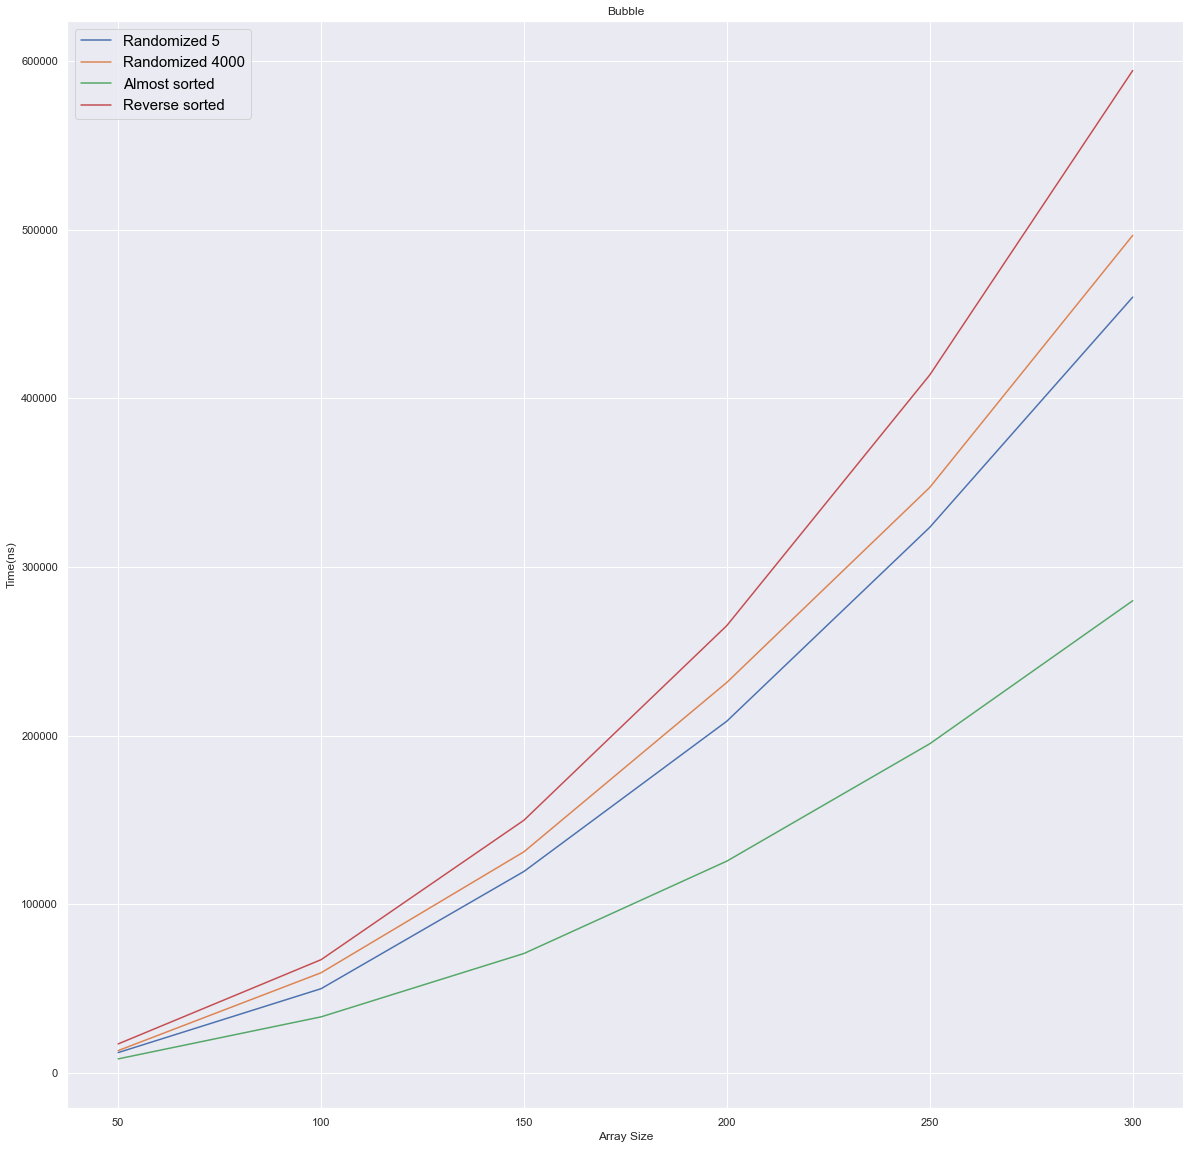 Bubble
Randomized 5
Randomized 4000
Almost sorted
Reverse sorted
600000
500000
400000
300000
200000
100000
0
Time(ns)
50 100 150 200 250 300
Array Size